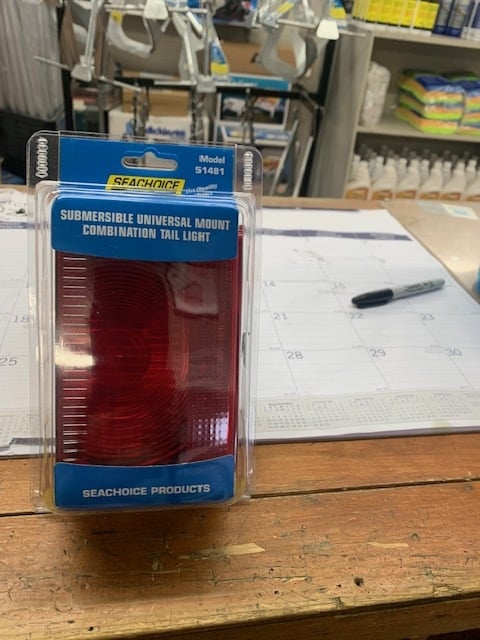 Model
51481
SEACHOICE
SUBMERSIBLE UNIVERSAL MOUNT
COMBINATION TAIL LIGHT
SEACHOICE PRODUCTS
14
15
18
21
22
23
25
28
29
30